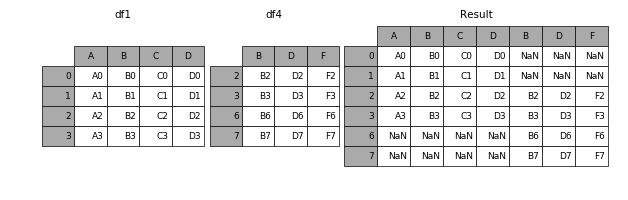 df1
A B C D
0 A0 B0 C0 D0
1 A1 B1 C1 D1
2 A2 B2 C2 D2
3 A3 B3 C3 D3
df4
B D F
2 B2 D2 F2
3 B3 D3 F3
6 B6 D6 F6
7 B7 D7 F7
Result
A B C D B D F
0 A0 B0 C0 D0 NaN NaN NaN
1 A1 B1 C1 D1 NaN NaN NaN
2 A2 B2 C2 D2 B2 D2 F2
3 A3 B3 C3 D3 B3 D3 F3
6 NaN NaN NaN NaN B6 D6 F6
7 NaN NaN NaN NaN B7 D7 F7